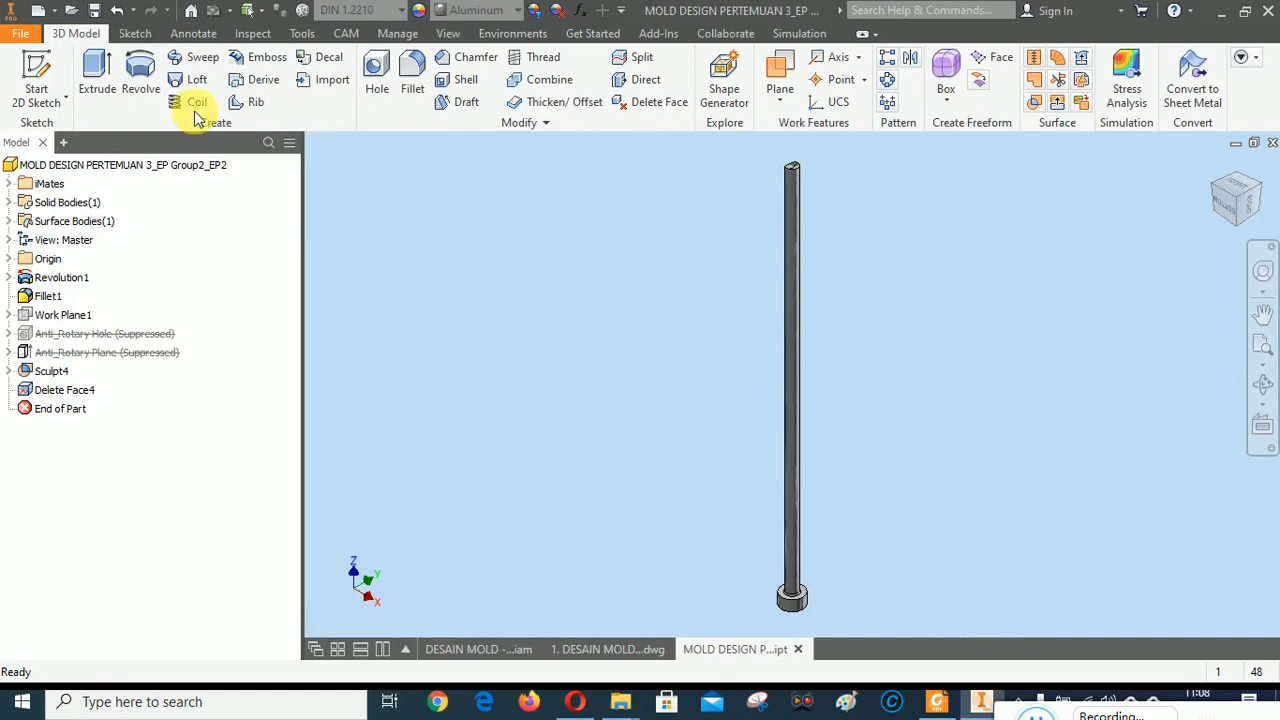 PRO
DIN 1.2210
Aluminum
MOLD DESIGN PERTEMUAN 3_EP ...
Search Help & Commands...
Sign In
File
3D Model
Sketch
Annotate
Inspect
Tools
CAM
Manage
View
Environments
Get Started
Add-Ins
Collaborate
Simulation
Start
2D Sketch
Extrude
Revolve
Sweep
Loft
Coil
Emboss
Derive
Rib
Decal
Import
Hole
Fillet
Chamfer
Shell
Draft
Thread
Combine
Thicken/ Offset
Split
Direct
Delete Face
Shape
Generator
Plane
Axis
Point
UCS
Box
Face
Stress
Analysis
Convert to
Sheet Metal
Sketch
Create
Modify
Explore
Work Features
Pattern
Create Freeform
Surface
Simulation
Convert
Model
MOLD DESIGN PERTEMUAN 3_EP Group2_EP2
iMates
Solid Bodies(1)
Surface Bodies(1)
View: Master
Origin
Revolution1
Fillet1
Work Plane1
Anti_Rotary Hole (Suppressed)
Anti_Rotary Plane (Suppressed)
Sculpt4
Delete Face4
End of Part
FRONT
BOTTOM
Z
Y
X
DESAIN MOLD -...iam
1. DESAIN MOLD...dwg
MOLD DESIGN P...ipt
Ready
1
48
Type here to search
11:08
Recording...